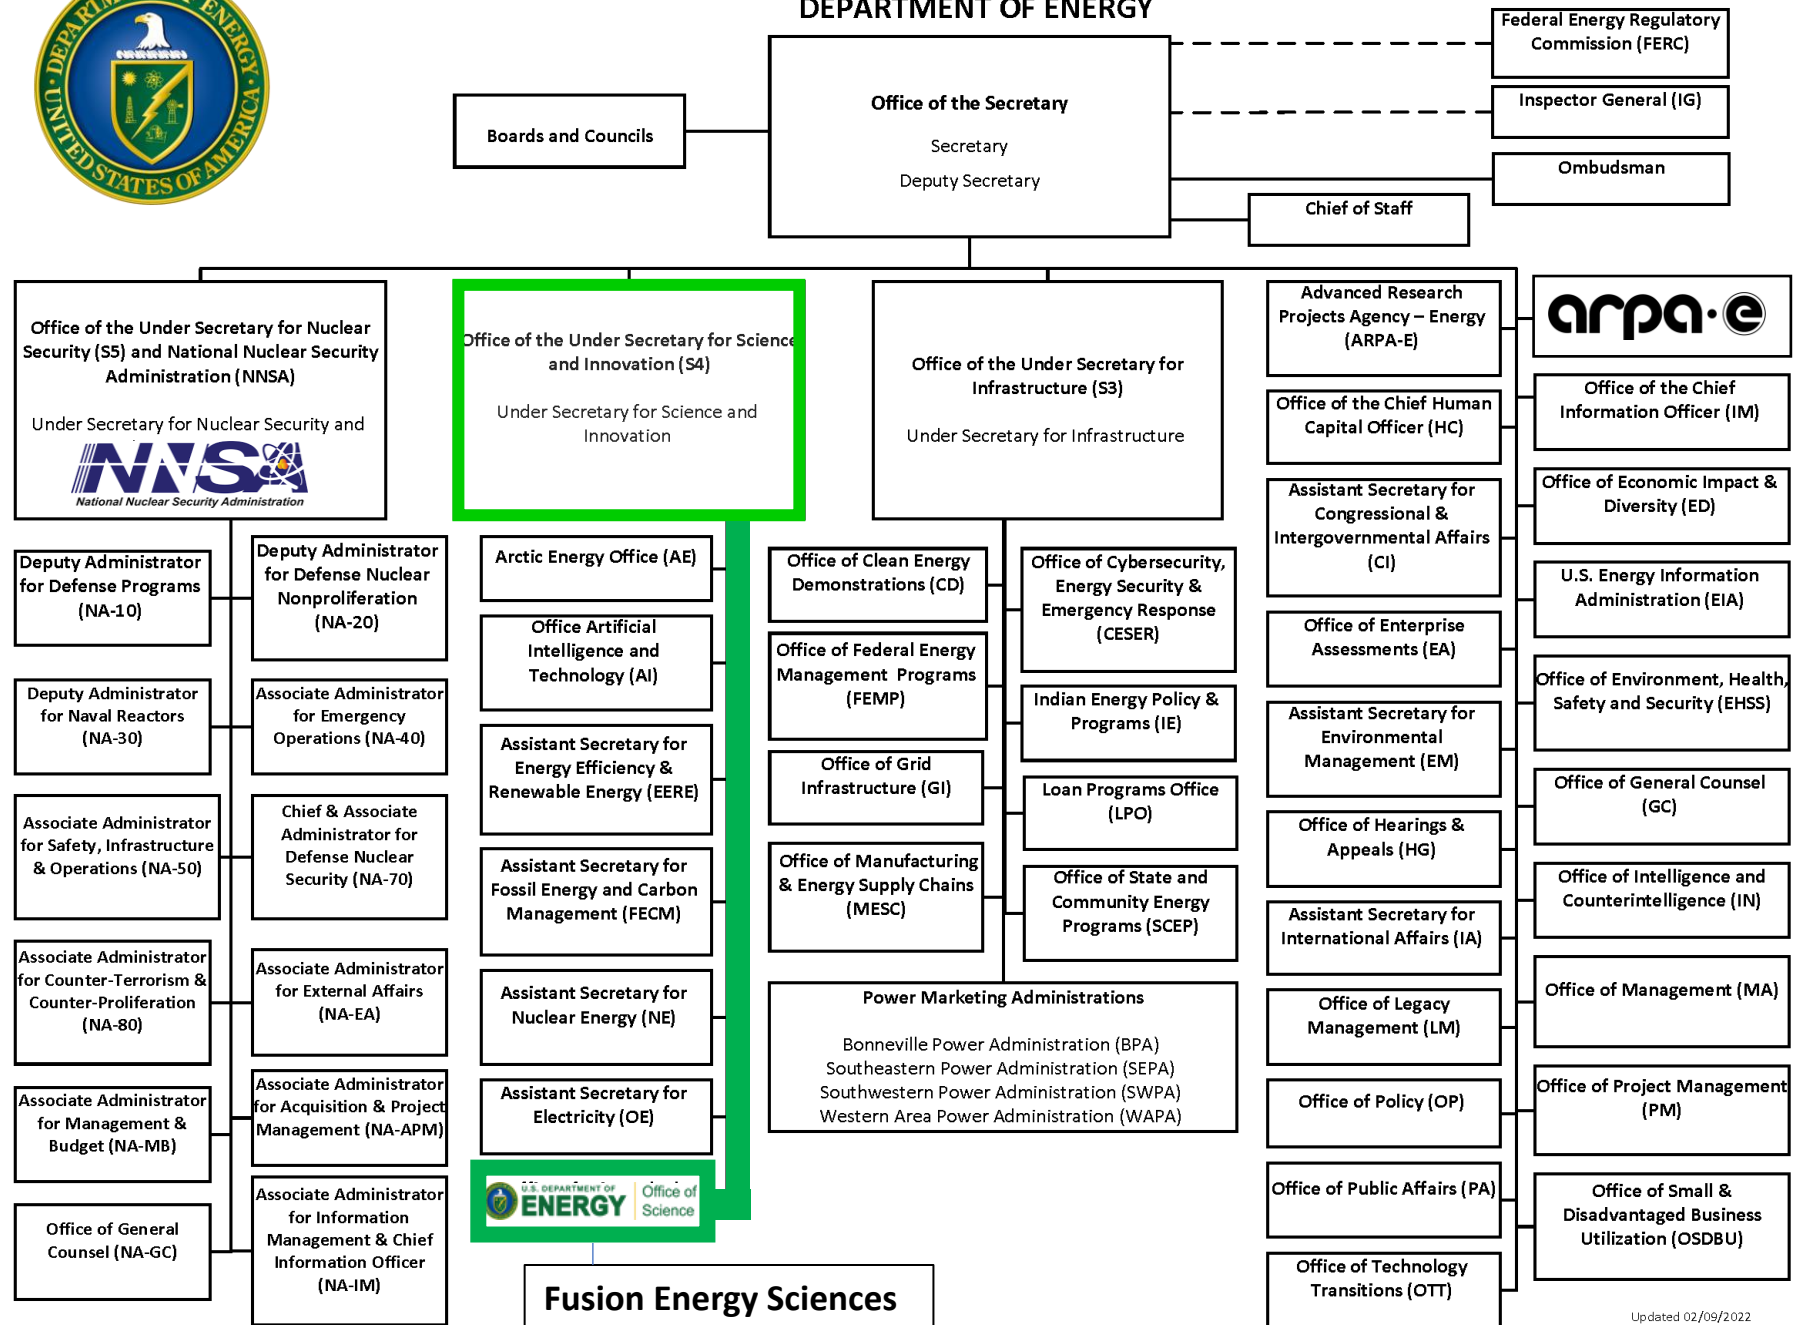 DEPARTMENT OF ENERGY
DEPARTMENT OF ENERGY
UNITED STATES OF AMERICA
Federal Energy Regulatory
Commission (FERC)
Inspector General (IG)
Ombudsman
Chief of Staff
Boards and Councils
Office of the Secretary
Secretary
Deputy Secretary
Office of the Under Secretary for Nuclear
Security (S5) and National Nuclear Security
Administration (NNSA)
Under Secretary for Nuclear Security and
NNSA
National Nuclear Security Administration
Deputy Administrator
for Defense Programs
(NA-10)
Deputy Administrator
for Defense Nuclear
Nonproliferation
(NA-20)
Deputy Administrator
for Naval Reactors
(NA-30)
Associate Administrator
for Emergency
Operations (NA-40)
Associate Administrator
for Safety, Infrastructure
& Operations (NA-50)
Chief & Associate
Administrator for
Defense Nuclear
Security (NA-70)
Associate Administrator
for Counter-Terrorism &
Counter-Proliferation
(NA-80)
Associate Administrator
for External Affairs
(NA-EA)
Associate Administrator
for Management &
Budget (NA-MB)
Associate Administrator
for Acquisition & Project
Management (NA-APM)
Office of General
Counsel (NA-GC)
Associate Administrator
for Information
Management & Chief
Information Officer
(NA-IM)
Office of the Under Secretary for Science
and Innovation (S4)
Under Secretary for Science and
Innovation
Arctic Energy Office (AE)
Office Artificial
Intelligence and
Technology (AI)
Assistant Secretary for
Energy Efficiency &
Renewable Energy (EERE)
Assistant Secretary for
Fossil Energy and Carbon
Management (FECM)
Assistant Secretary for
Nuclear Energy (NE)
Assistant Secretary for
Electricity (OE)
U.S. DEPARTMENT OF
ENERGY
Office of
Science
Fusion Energy Sciences
Office of the Under Secretary for
Infrastructure (S3)
Under Secretary for Infrastructure
Office of Clean Energy
Demonstrations (CD)
Office of Cybersecurity,
Energy Security &
Emergency Response
(CESER)
Office of Federal Energy
Management Programs
(FEMP)
Indian Energy Policy &
Programs (IE)
Office of Grid
Infrastructure (GI)
Loan Programs Office
(LPO)
Office of Manufacturing
& Energy Supply Chains
(MESC)
Office of State and
Community Energy
Programs (SCEP)
Power Marketing Administrations
Bonneville Power Administration (BPA)
Southeastern Power Administration (SEPA)
Southwestern Power Administration (SWPA)
Western Area Power Administration (WAPA)
Advanced Research
Projects Agency – Energy
(ARPA-E)
arpa·e
Office of the Chief Human
Capital Officer (HC)
Office of the Chief
Information Officer (IM)
Assistant Secretary for
Congressional &
Intergovernmental Affairs
(CI)
Office of Economic Impact &
Diversity (ED)
U.S. Energy Information
Administration (EIA)
Office of Enterprise
Assessments (EA)
Office of Environment, Health,
Safety and Security (EHSS)
Assistant Secretary for
Environmental
Management (EM)
Office of General Counsel
(GC)
Office of Hearings &
Appeals (HG)
Office of Intelligence and
Counterintelligence (IN)
Assistant Secretary for
International Affairs (IA)
Office of Management (MA)
Office of Legacy
Management (LM)
Office of Project Management
(PM)
Office of Policy (OP)
Office of Public Affairs (PA)
Office of Small &
Disadvantaged Business
Utilization (OSDBU)
Office of Technology
Transitions (OTT)
Updated 02/09/2022